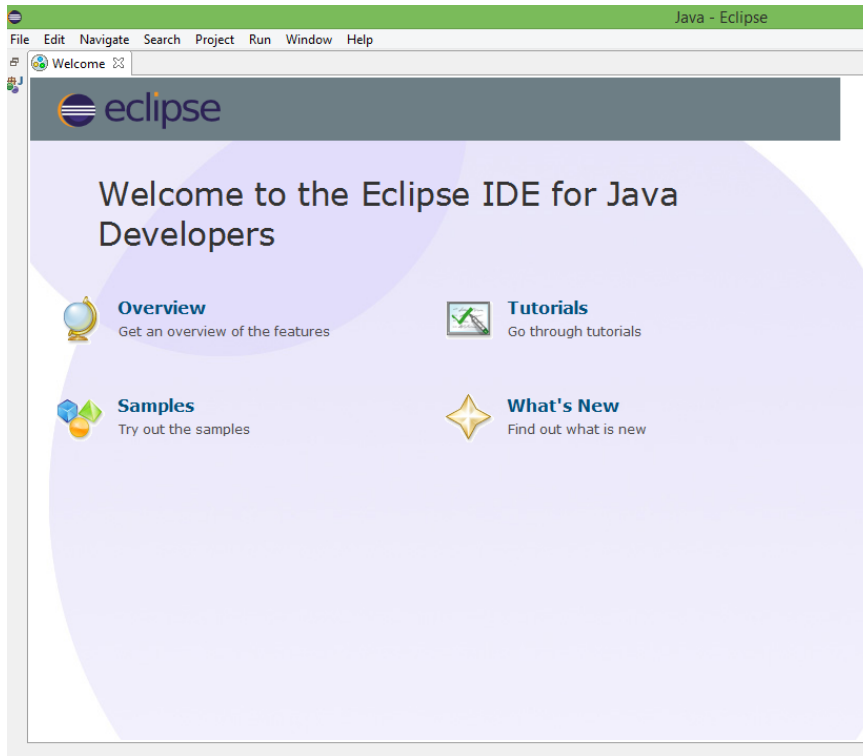 Java - Eclipse
File Edit Navigate Search Project Run Window Help
Welcome
J
eclipse
Welcome to the Eclipse IDE for Java
Developers
Overview
Get an overview of the features
Tutorials
Go through tutorials
Samples
Try out the samples
What's New
Find out what is new